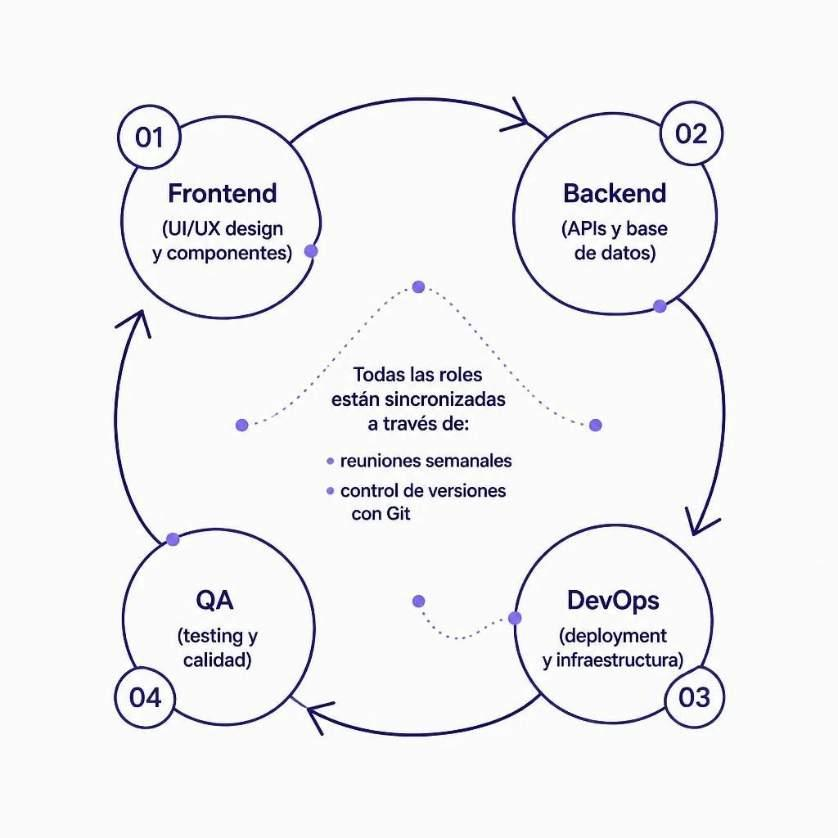 01
Frontend
(UI/UX design
y componentes)
02
Backend
(APIs y base
de datos)
Todas las roles
están sincronizadas
a través de:
• reuniones semanales
• control de versiones
con Git
QA
(testing y
calidad)
04
DevOps
(deployment
y infraestructura)
03